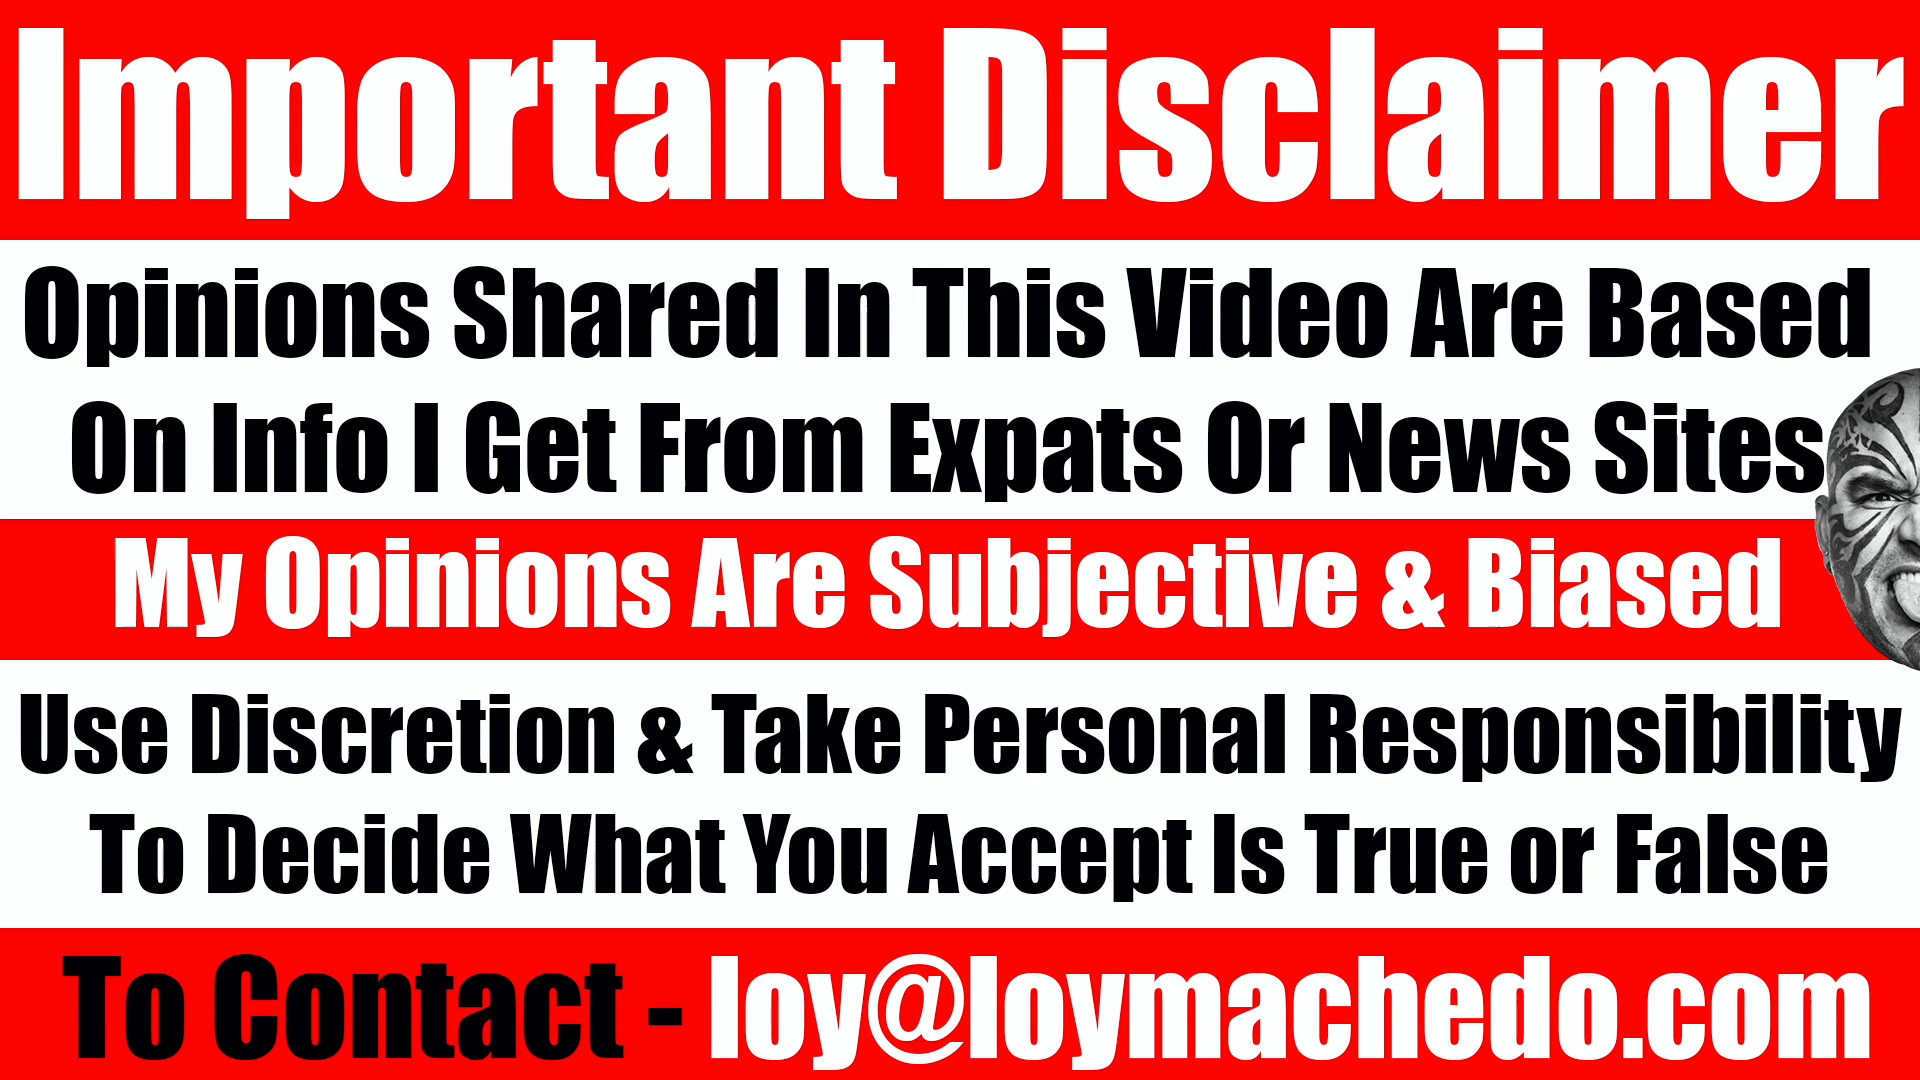 Important Disclaimer
Opinions Shared In This Video Are Based
On Info I Get From Expats Or News Sites
My Opinions Are Subjective & Biased
Use Discretion & Take Personal Responsibility
To Decide What You Accept Is True or False
To Contact - loy@loymachedo.com